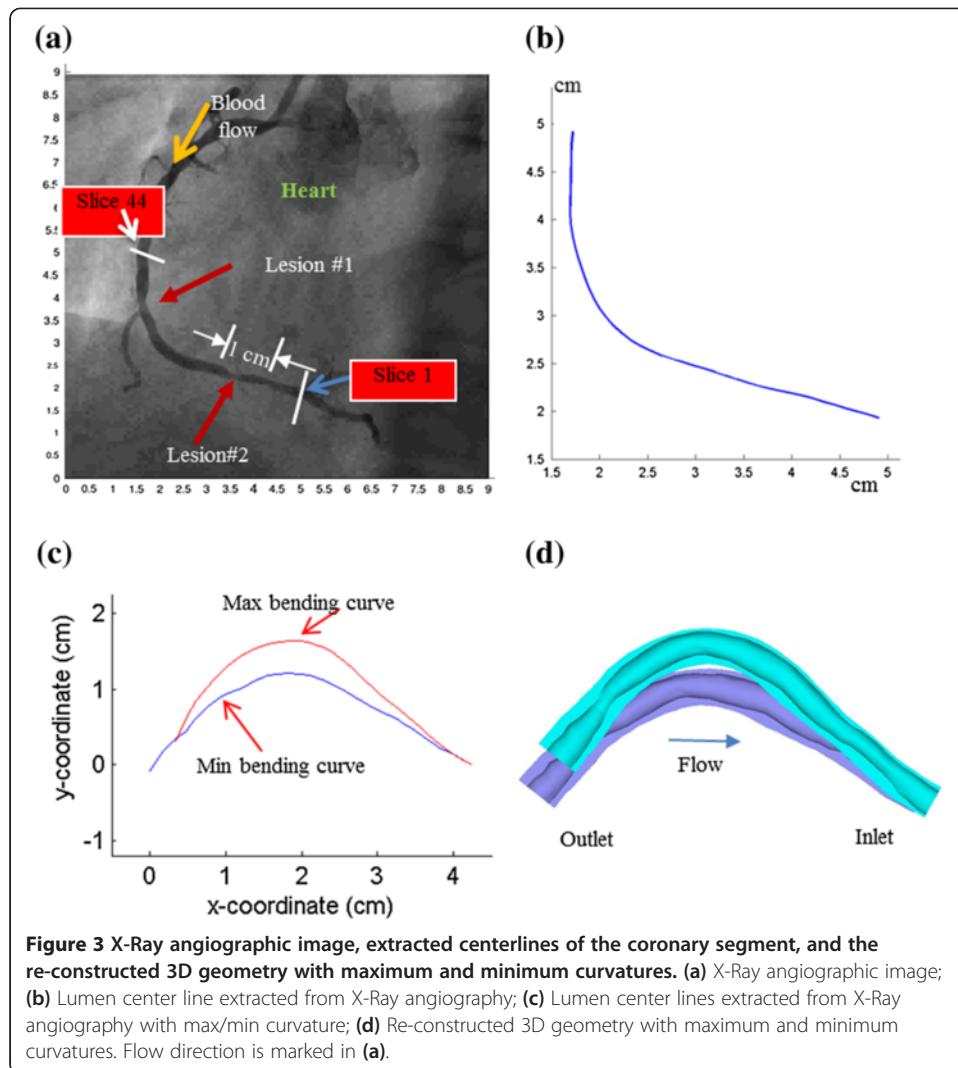 (a)
9
8.5
8
7.5
7
6.5
6
5.5
5
4.5
4
3.5
3
2.5
2
1.5
1
0.5
0
0 0.5 1 1.5 2 2.5 3 3.5 4 4.5 5 5.5 6 6.5 7 7.5 8 8.5 9
Blood
flow
Heart
Slice 44
Lesion #1
1 cm
Slice 1
Lesion#2
(b)
cm
5
4.5
4
3.5
3
2.5
2
1.5
1.5 2 2.5 3 3.5 4 4.5 5
cm
(c)
y-coordinate (cm)
2
1
0
-1
Max bending curve
Min bending curve
0 1 2 3 4
x-coordinate (cm)
(d)
Flow
Outlet
Inlet
Figure 3 X-Ray angiographic image, extracted centerlines of the coronary segment, and the
re-constructed 3D geometry with maximum and minimum curvatures. (a) X-Ray angiographic image;
(b) Lumen center line extracted from X-Ray angiography; (c) Lumen center lines extracted from X-Ray
angiography with max/min curvature; (d) Re-constructed 3D geometry with maximum and minimum
curvatures. Flow direction is marked in (a).